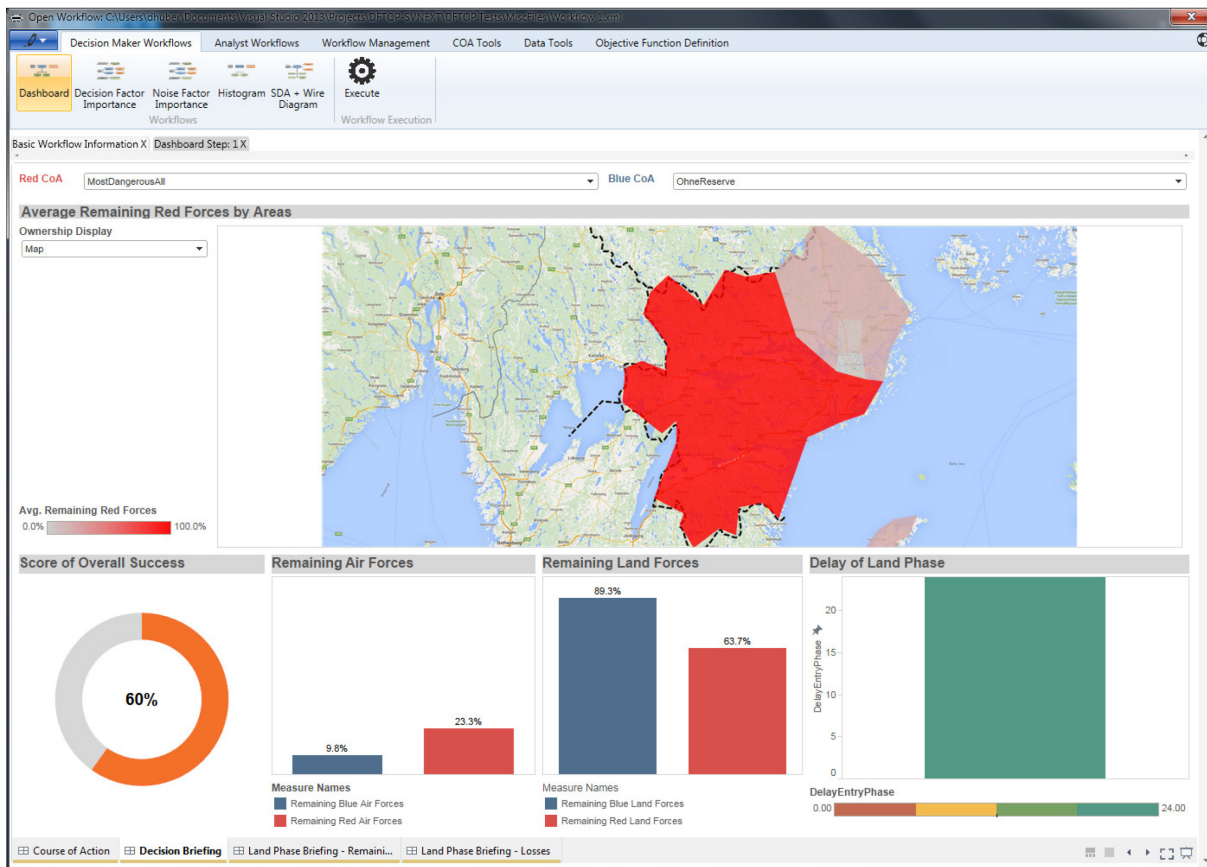 Open Workflow: C:\Users\dhuber\Documents\Visual Studio 2013\Projects\DFTOP-SVNEXT\DFTOP.Tests\MiscFiles\Workflow_1.xml
Decision Maker Workflows Analyst Workflows Workflow Management COA Tools Data Tools Objective Function Definition
Dashboard Decision Factor Importance Noise Factor Importance Histogram SDA + Wire Diagram Execute
Workflows Workflow Execution
Basic Workflow Information X Dashboard Step: 1 X
Red CoA MostDangerousAll Blue CoA OhneReserve
Average Remaining Red Forces by Areas
Ownership Display
Map
Avg. Remaining Red Forces
0.0% 100.0%
Score of Overall Success Remaining Air Forces Remaining Land Forces Delay of Land Phase
60%
9.8% 23.3%
89.3% 63.7%
DelayEntryPhase
20
15
10
5
0
Measure Names
Remaining Blue Air Forces
Remaining Red Air Forces
Measure Names
Remaining Blue Land Forces
Remaining Red Land Forces
DelayEntryPhase
0.00 24.00
Course of Action Decision Briefing Land Phase Briefing - Remaini... Land Phase Briefing - Losses